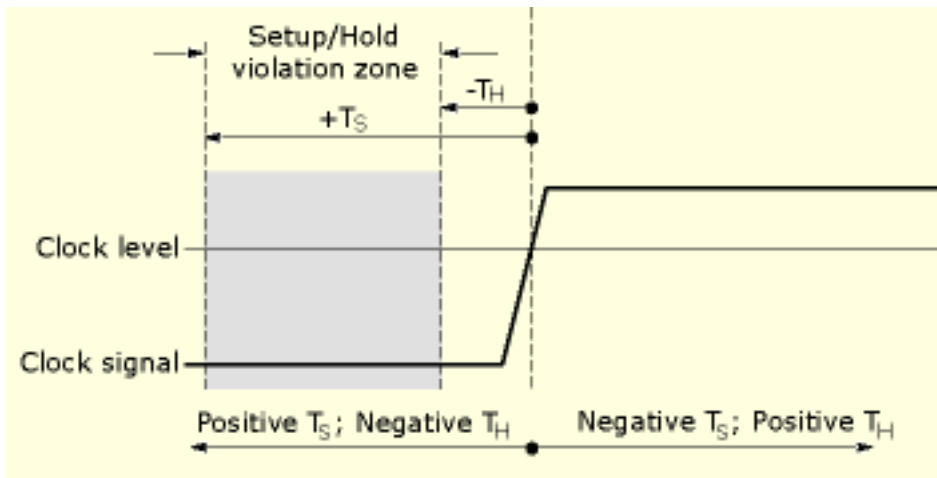 Setup/Hold
violation zone
-TH
+TS
Clock level
Clock signal
Positive TS; Negative TH
Negative TS; Positive TH